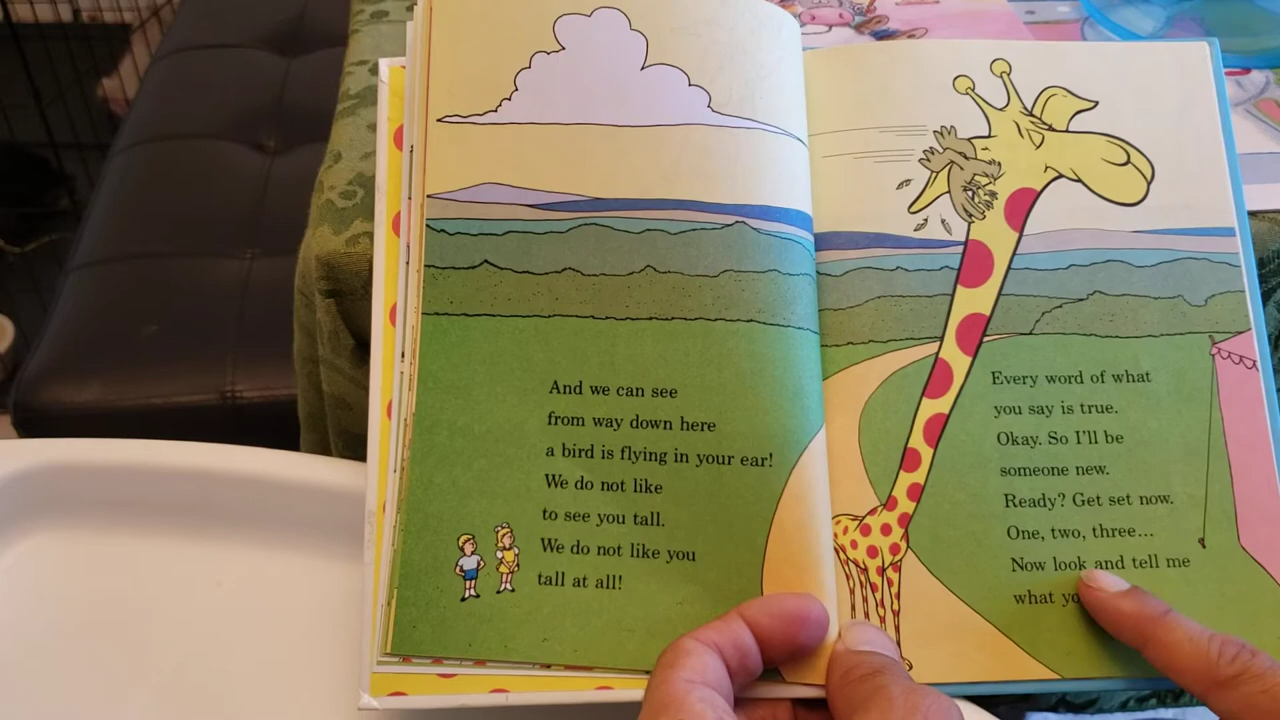 And we can see
from way down here
a bird is flying in your ear!
We do not like
to see you tall.
We do not like you
tall at all!
Every word of what
you say is true.
Okay. So I'll be
someone new.
Ready? Get set now.
One, two, three...
Now look and tell me
what